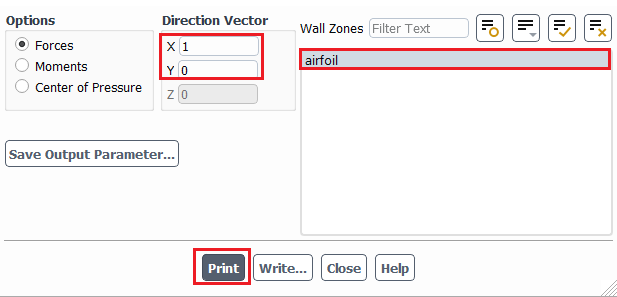 Options
Forces
Moments
Center of Pressure
Direction Vector
X 1
Y 0
Z 0
Wall Zones Filter Text
airfoil
Save Output Parameter...
Print Write... Close Help